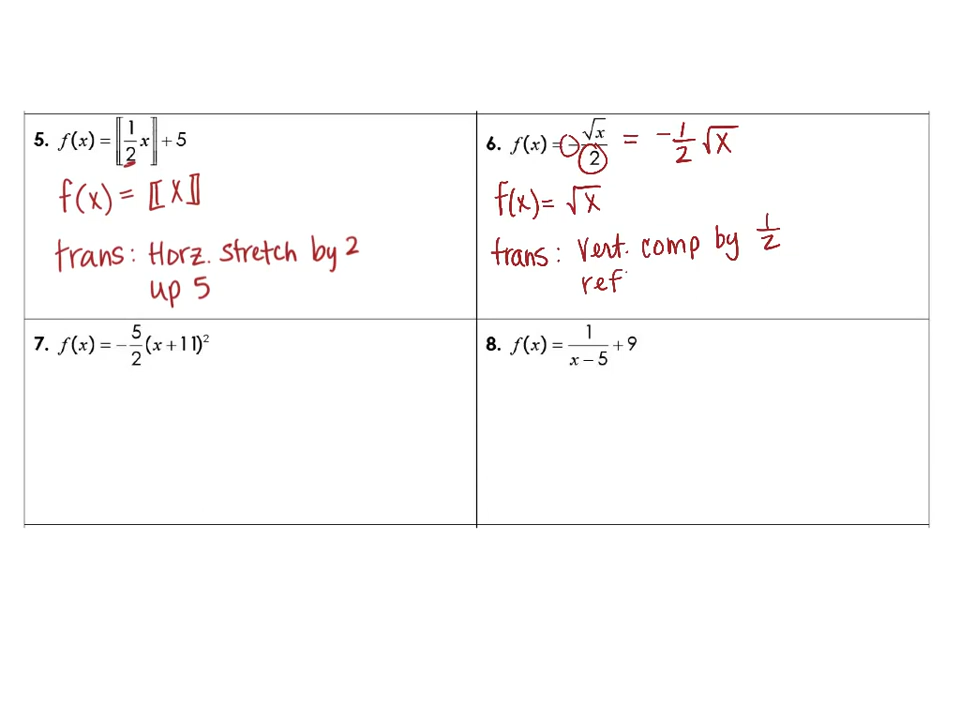 5. f(x) = ⟦1/2 x⟧ + 5
f(x) = ⟦x⟧
trans: Horz. stretch by 2
up 5
6. f(x) = -√x/2 = -1/2 √x
f(x) = √x
trans: Vert. comp by 1/2
ref
7. f(x) = -5/2 (x + 11)²
8. f(x) = 1/(x - 5) + 9